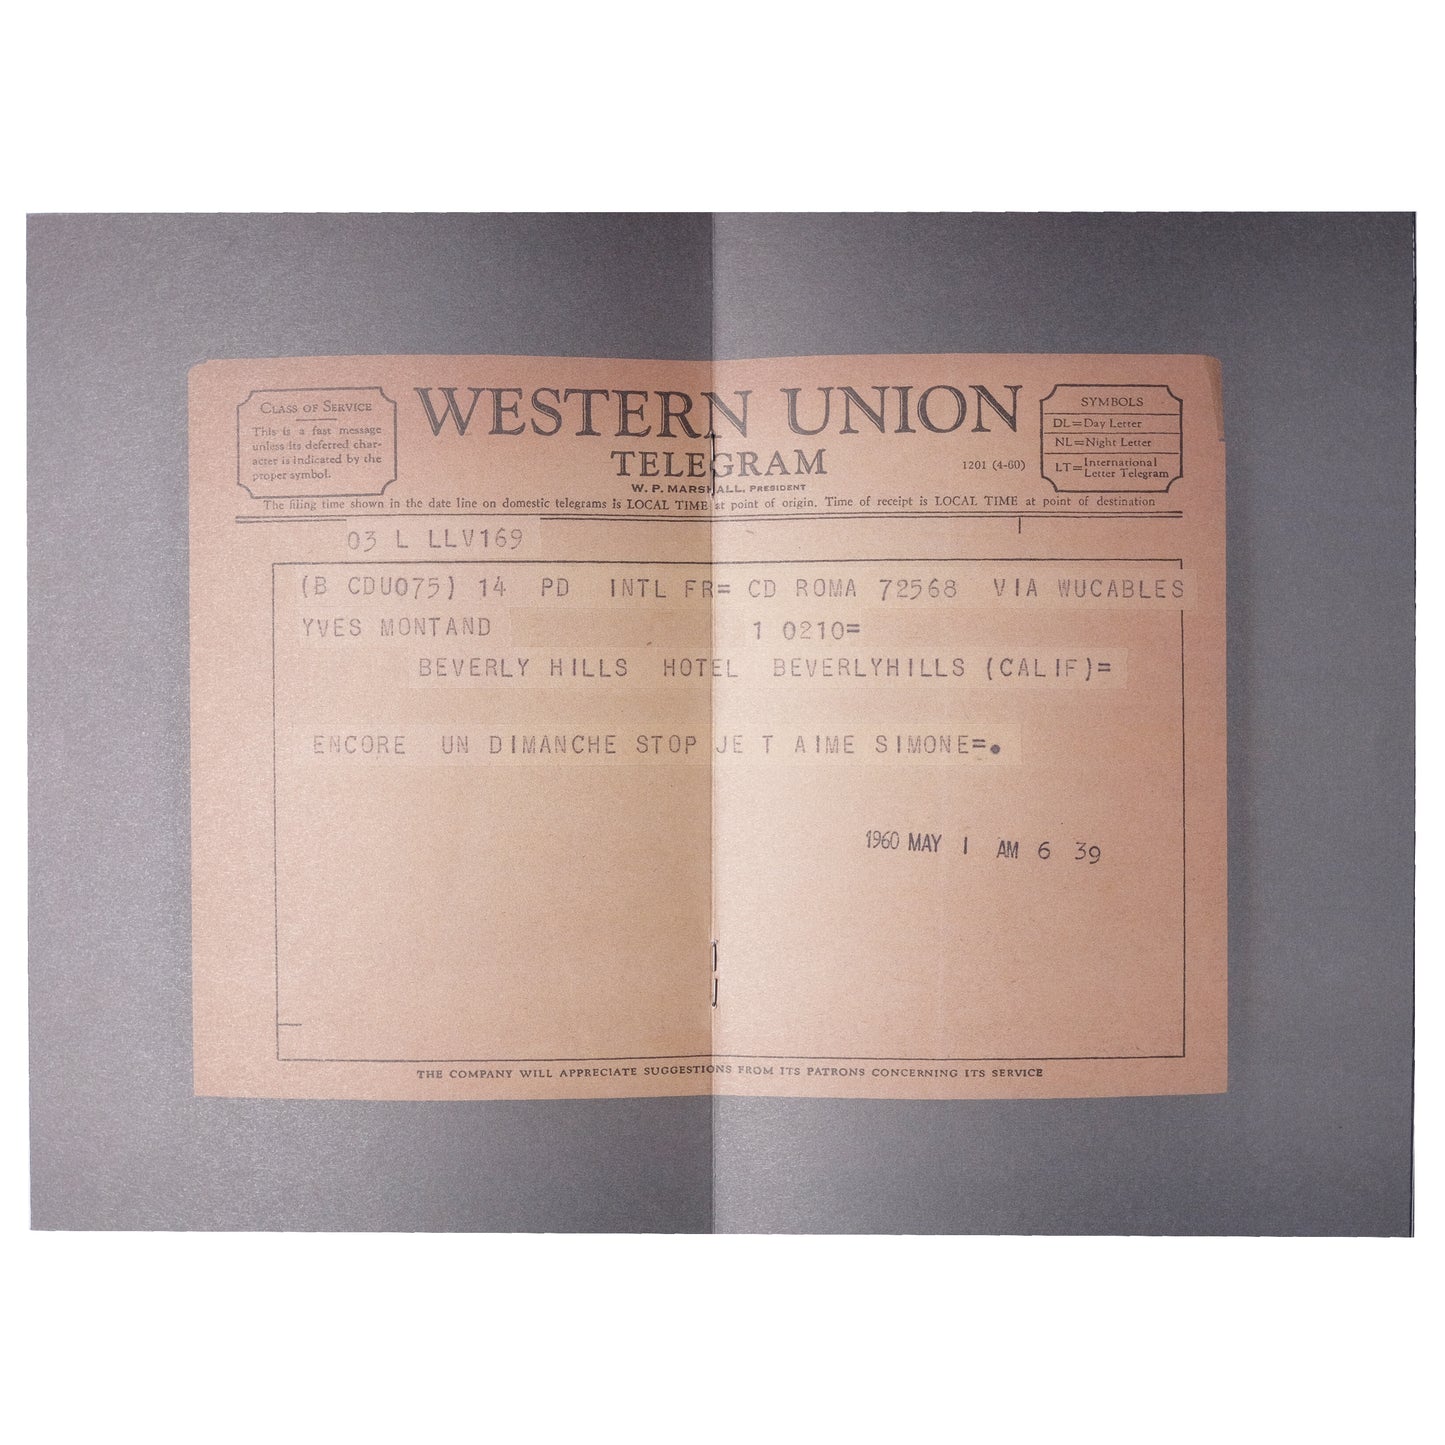 CLASS OF SERVICE
This is a fast message
unless its deferred char-
acter is indicated by the
proper symbol.
WESTERN UNION
TELEGRAM
W. P. MARSHALL, PRESIDENT
1201 (4-60)
SYMBOLS
DL=Day Letter
NL=Night Letter
LT=International Letter Telegram
The filing time shown in the date line on domestic telegrams is LOCAL TIME at point of origin. Time of receipt is LOCAL TIME at point of destination
03 L LLV169
(B CDU075) 14 PD INTL FR= CD ROMA 72568 VIA WUCABLES
YVES MONTAND 1 0210=
BEVERLY HILLS HOTEL BEVERLYHILLS (CALIF)=
ENCORE UN DIMANCHE STOP JE T AIME SIMONE=.
1960 MAY 1 AM 6 39
THE COMPANY WILL APPRECIATE SUGGESTIONS FROM ITS PATRONS CONCERNING ITS SERVICE